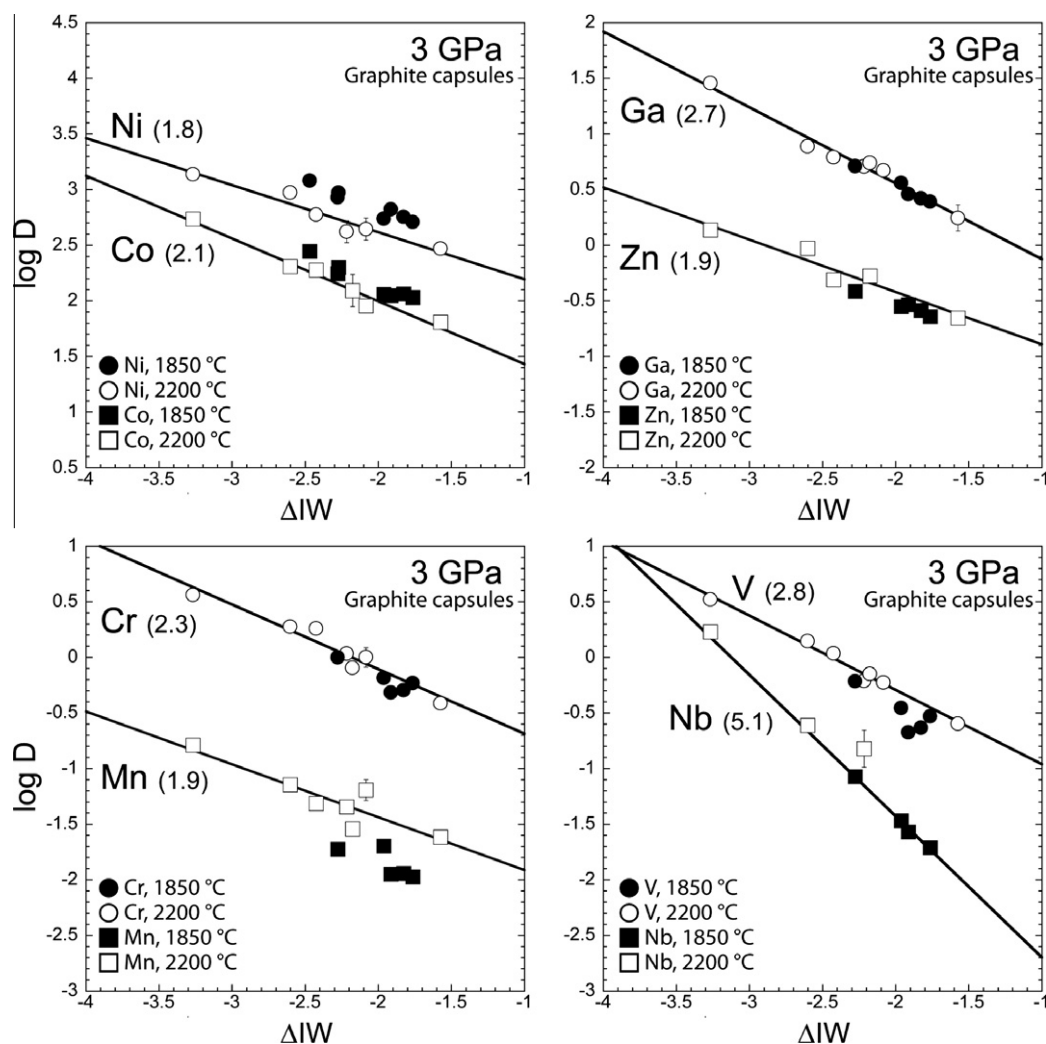 3 GPa
Graphite capsules
4.5
4
3.5
3
2.5
2
1.5
1
0.5
log D
Ni (1.8)
Co (2.1)
Ni, 1850 °C
Ni, 2200 °C
Co, 1850 °C
Co, 2200 °C
-4 -3.5 -3 -2.5 -2 -1.5 -1
ΔIW
3 GPa
Graphite capsules
2
1.5
1
0.5
0
-0.5
-1
-1.5
-2
Ga (2.7)
Zn (1.9)
Ga, 1850 °C
Ga, 2200 °C
Zn, 1850 °C
Zn, 2200 °C
-4 -3.5 -3 -2.5 -2 -1.5 -1
ΔIW
3 GPa
Graphite capsules
1
0.5
0
-0.5
-1
-1.5
-2
-2.5
-3
log D
Cr (2.3)
Mn (1.9)
Cr, 1850 °C
Cr, 2200 °C
Mn, 1850 °C
Mn, 2200 °C
-4 -3.5 -3 -2.5 -2 -1.5 -1
ΔIW
3 GPa
Graphite capsules
1
0.5
0
-0.5
-1
-1.5
-2
-2.5
-3
V (2.8)
Nb (5.1)
V, 1850 °C
V, 2200 °C
Nb, 1850 °C
Nb, 2200 °C
-4 -3.5 -3 -2.5 -2 -1.5 -1
ΔIW